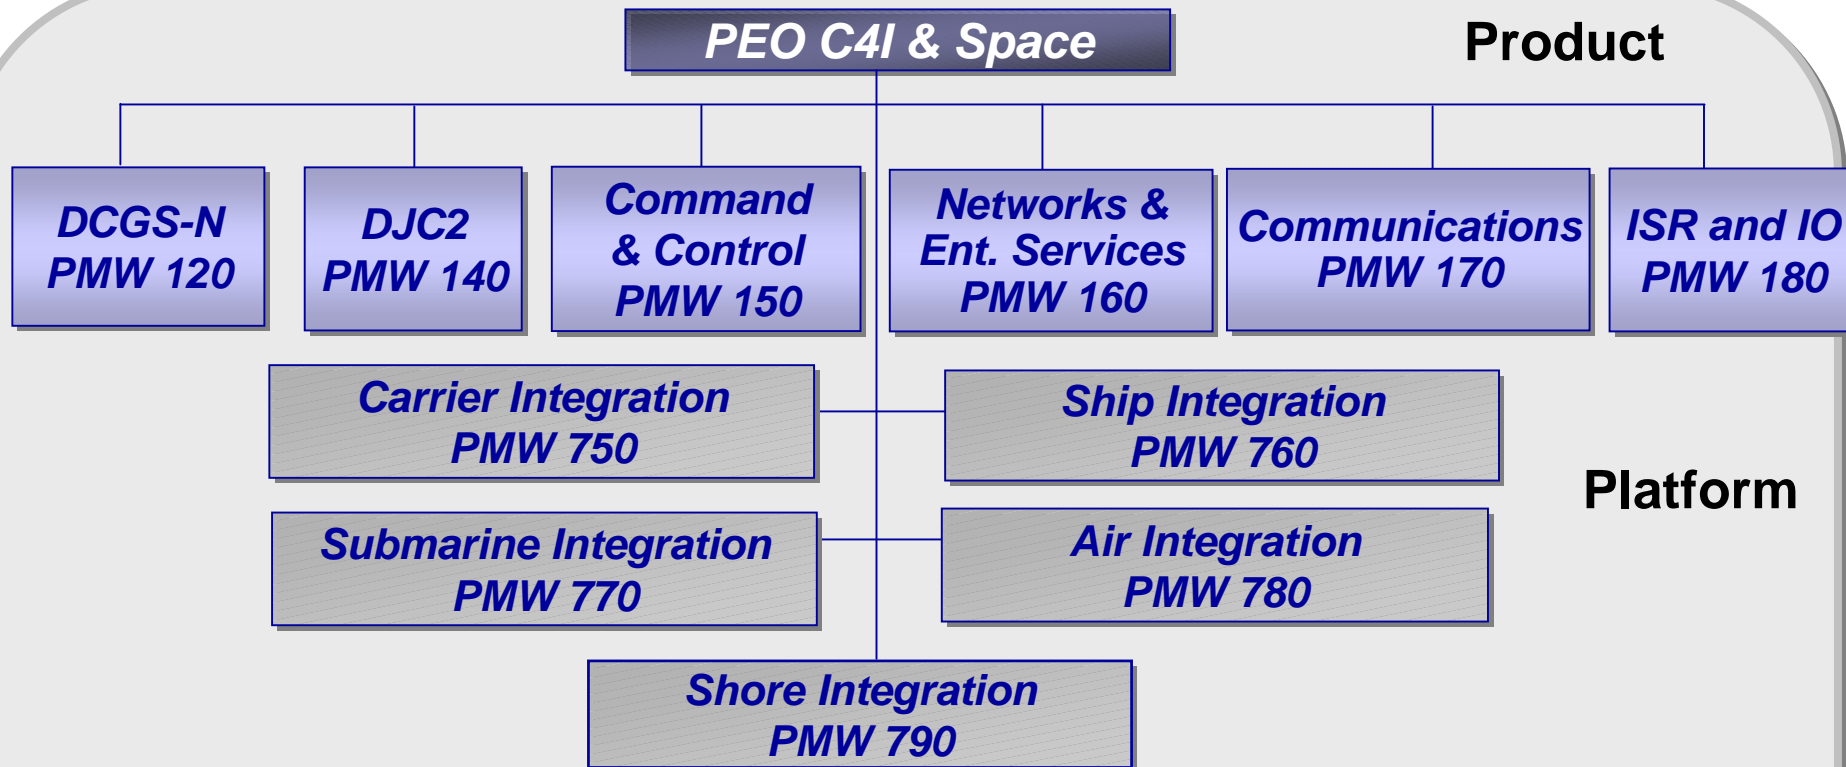 PEO C4I & Space
Product
DCGS-N
PMW 120
DJC2
PMW 140
Command
& Control
PMW 150
Networks &
Ent. Services
PMW 160
Communications
PMW 170
ISR and IO
PMW 180
Carrier Integration
PMW 750
Ship Integration
PMW 760
Platform
Submarine Integration
PMW 770
Air Integration
PMW 780
Shore Integration
PMW 790